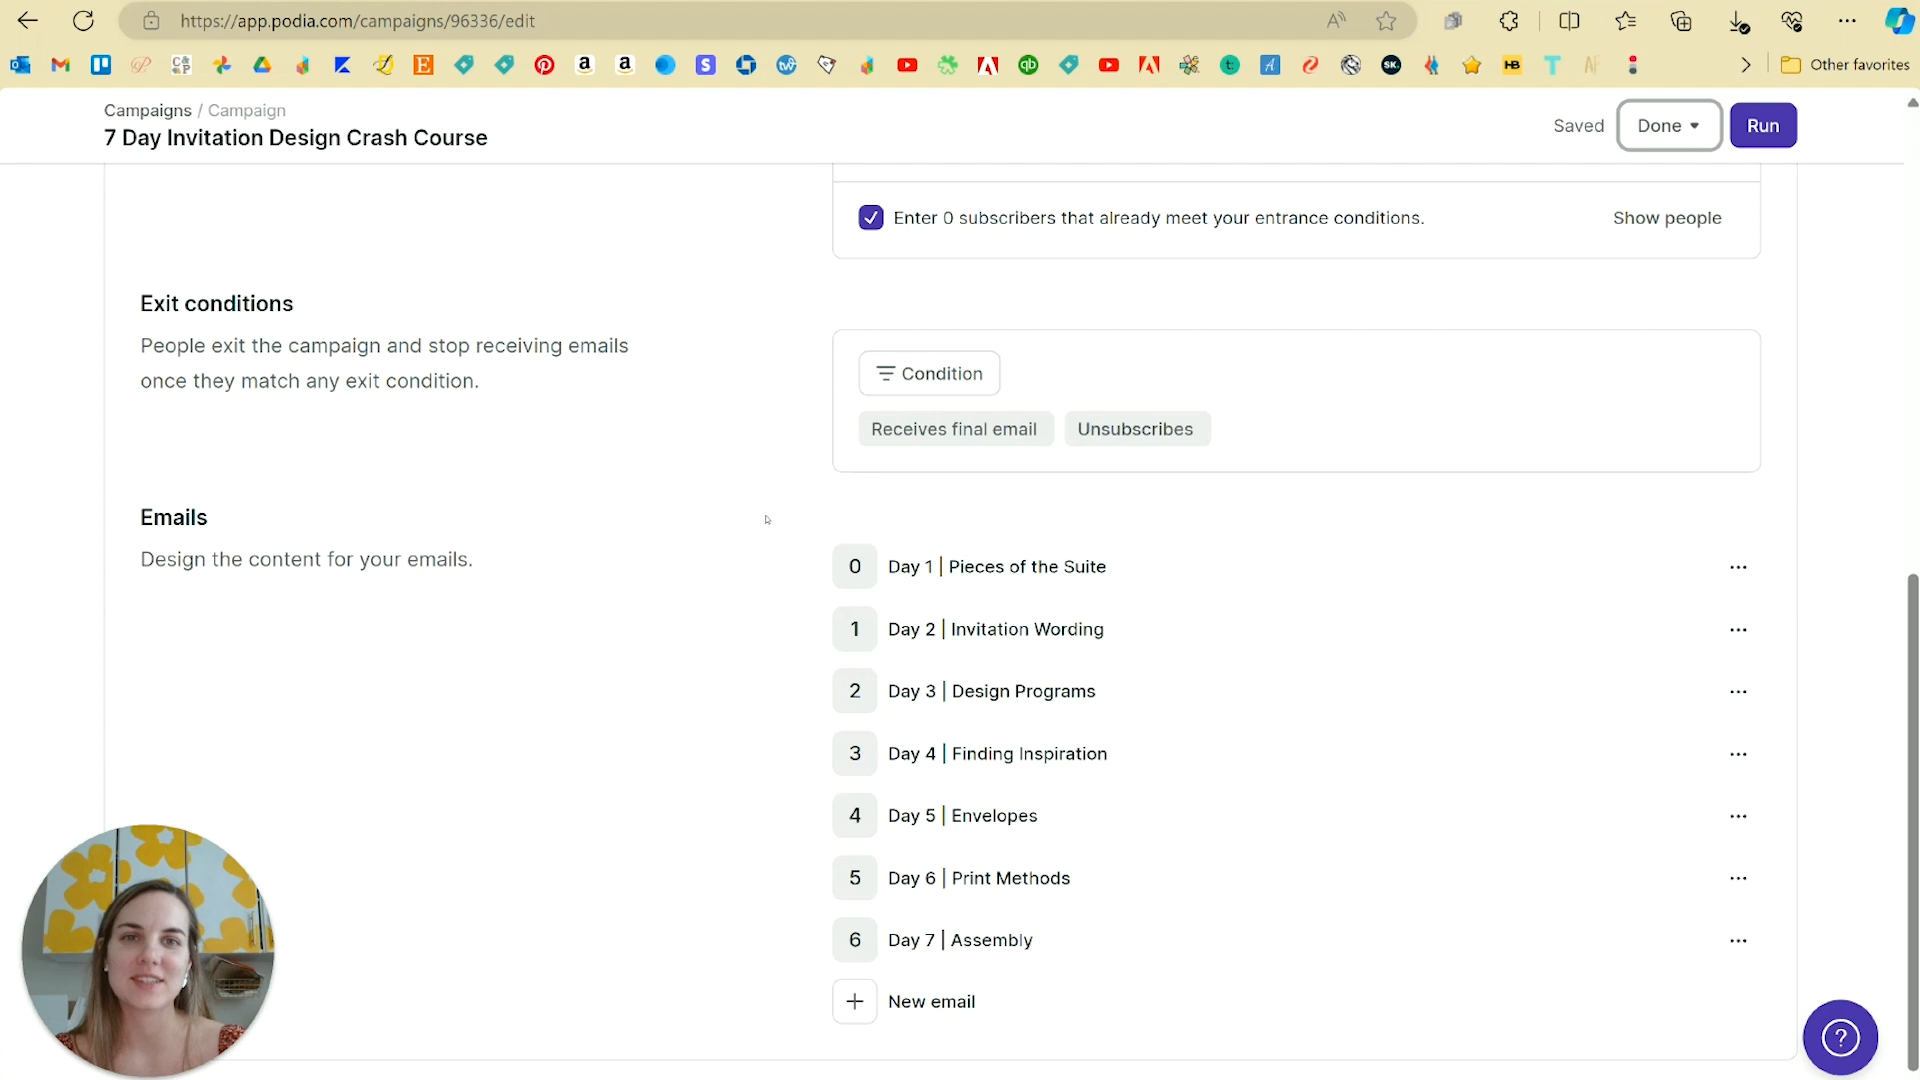 https://app.podia.com/campaigns/96336/edit
Other favorites
Campaigns / Campaign
7 Day Invitation Design Crash Course
Saved
Done
Run
Enter 0 subscribers that already meet your entrance conditions.
Show people
Exit conditions
People exit the campaign and stop receiving emails
once they match any exit condition.
Condition
Receives final email
Unsubscribes
Emails
Design the content for your emails.
0 Day 1 | Pieces of the Suite
1 Day 2 | Invitation Wording
2 Day 3 | Design Programs
3 Day 4 | Finding Inspiration
4 Day 5 | Envelopes
5 Day 6 | Print Methods
6 Day 7 | Assembly
+ New email
?